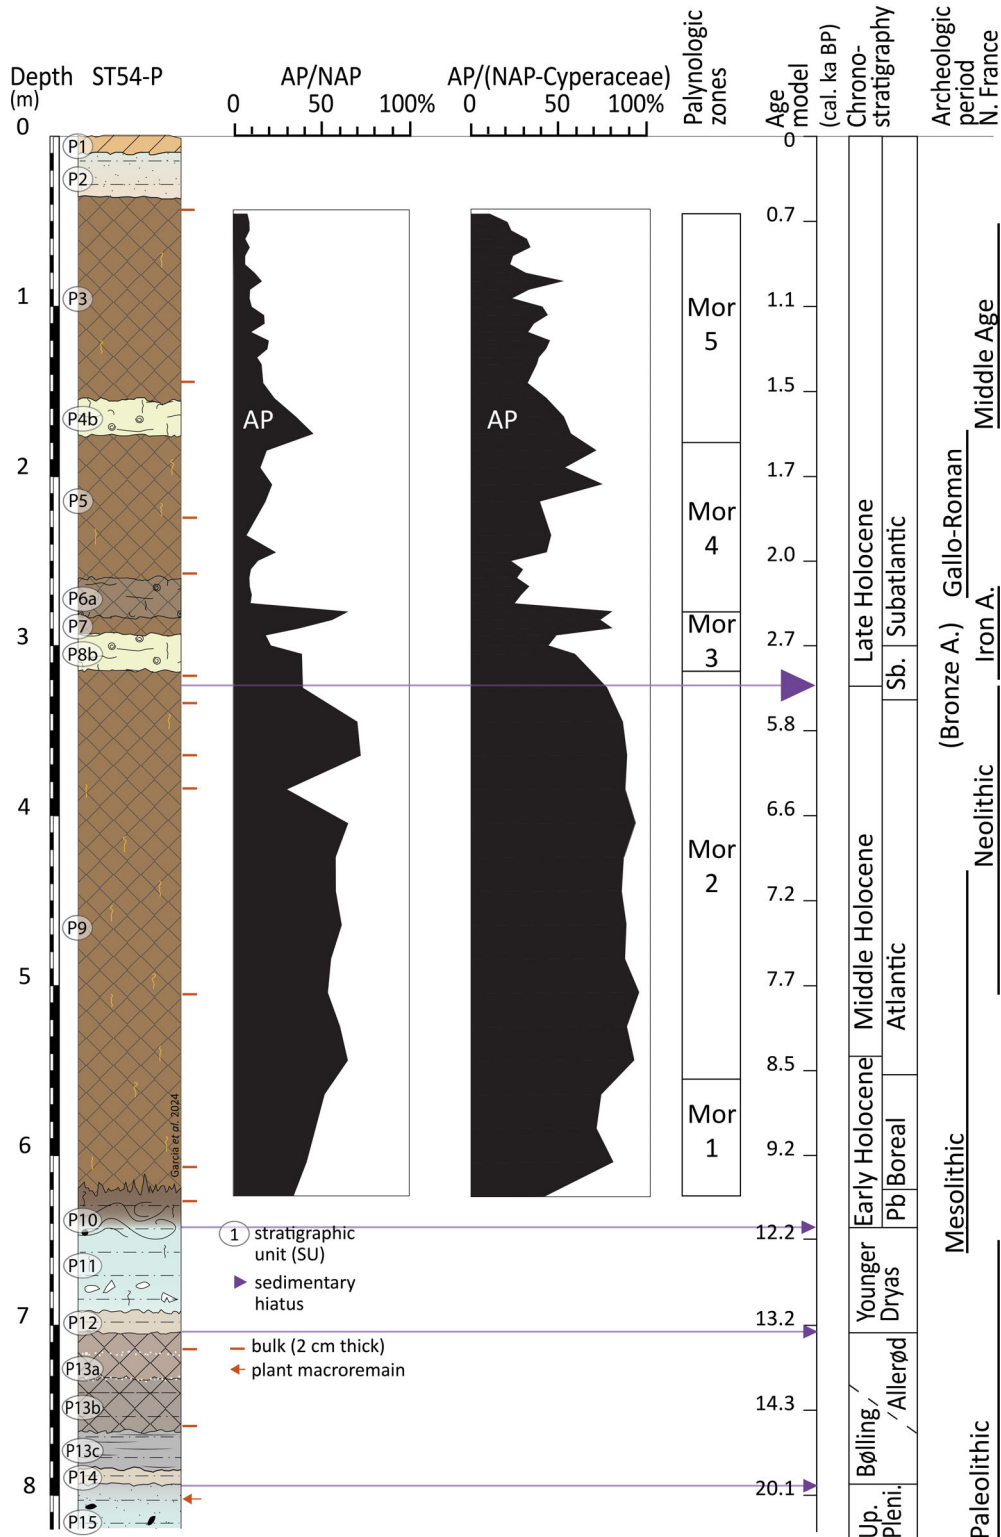 Depth
(m)
ST54-P
AP/NAP
0 50 100%
AP/(NAP-Cyperaceae)
0 50 100%
Palynologic
zones
Age
model
(cal. ka BP)
Chrono-
stratigraphy
Archeologic
period
N. France
0
1
2
3
4
5
6
7
8
P1
P2
P3
P4b
P5
P6a
P7
P8b
P9
P10
P11
P12
P13a
P13b
P13c
P14
P15
Garcia et al. 2024
AP
AP
Mor
5
Mor
4
Mor
3
Mor
2
Mor
1
0
0.7
1.1
1.5
1.7
2.0
2.7
5.8
6.6
7.2
7.7
8.5
9.2
12.2
13.2
14.3
20.1
Late Holocene
Middle Holocene
Early Holocene
Subatlantic
Sb.
Atlantic
Boreal
Pb
Younger
Dryas
Allerød
Bølling
Up.
Pleni.
Middle Age
Gallo-Roman
Iron A.
(Bronze A.)
Neolithic
Mesolithic
Paleolithic
1 stratigraphic
unit (SU)
sedimentary
hiatus
bulk (2 cm thick)
plant macroremain